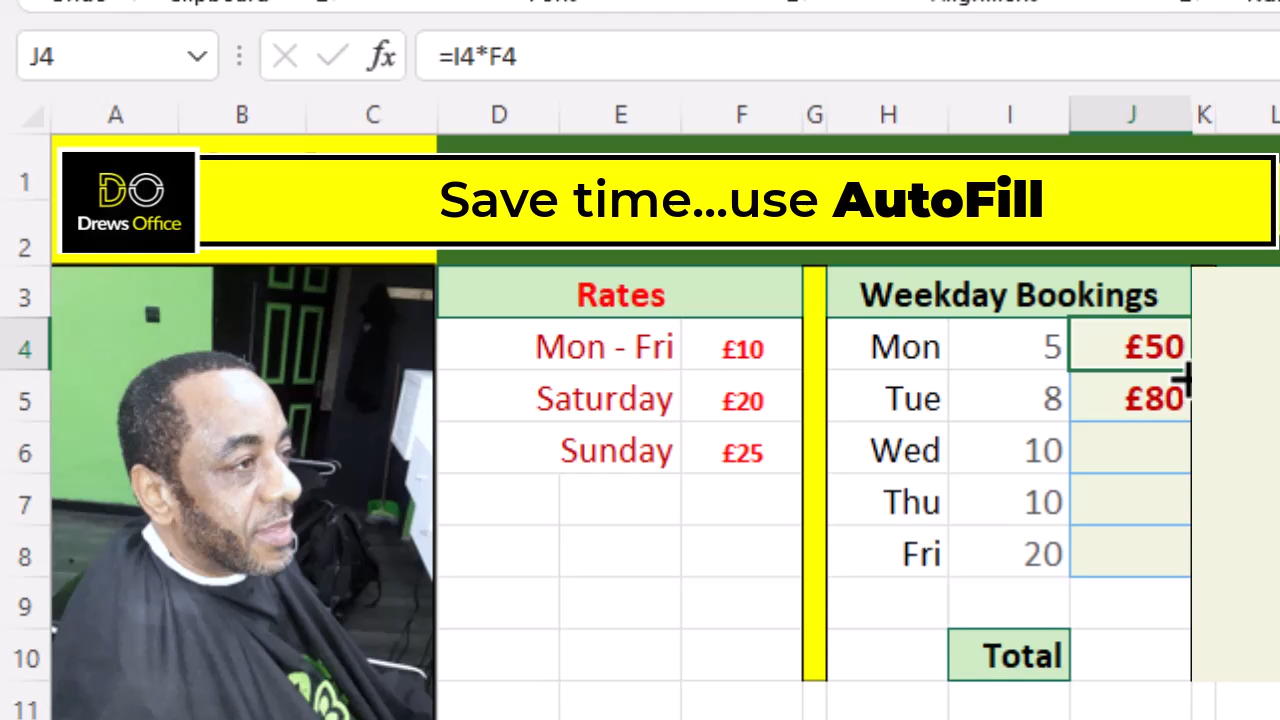 J4
fx
=I4*F4
A B C D E F G H I J K L
1
DO
Drews Office
Save time...use AutoFill
2
3 Rates Weekday Bookings
4 Mon - Fri £10 Mon 5 £50
5 Saturday £20 Tue 8 £80
6 Sunday £25 Wed 10
7 Thu 10
8 Fri 20
9
10 Total
11